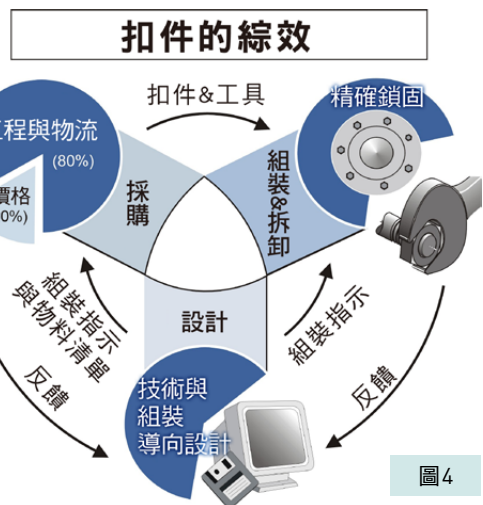 扣件的綜效
扣件&工具
程與物流
(80%)
價格
0%)
精確鎖固
採購
組裝&拆卸
設計
組裝指示
與物料清單
反饋
組裝指示
反饋
技術與
組裝
導向設計
圖4